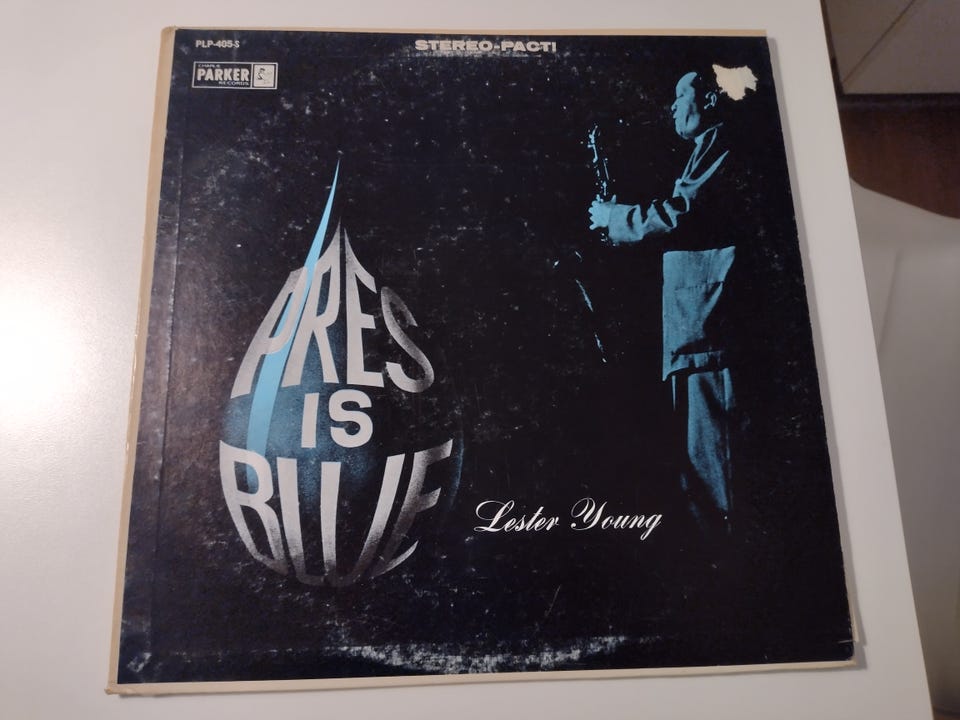 PLP-405-S
STEREO-PACT!
CHARLIE
PARKER
RECORDS
PRES
IS
BLUE
Lester Young